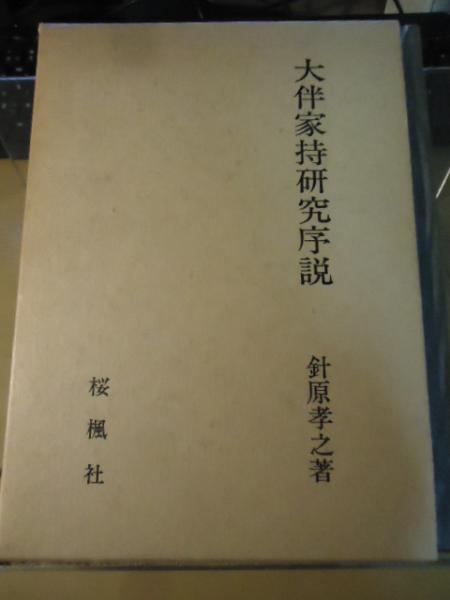 大伴家持研究序説
針原孝之著
桜楓社